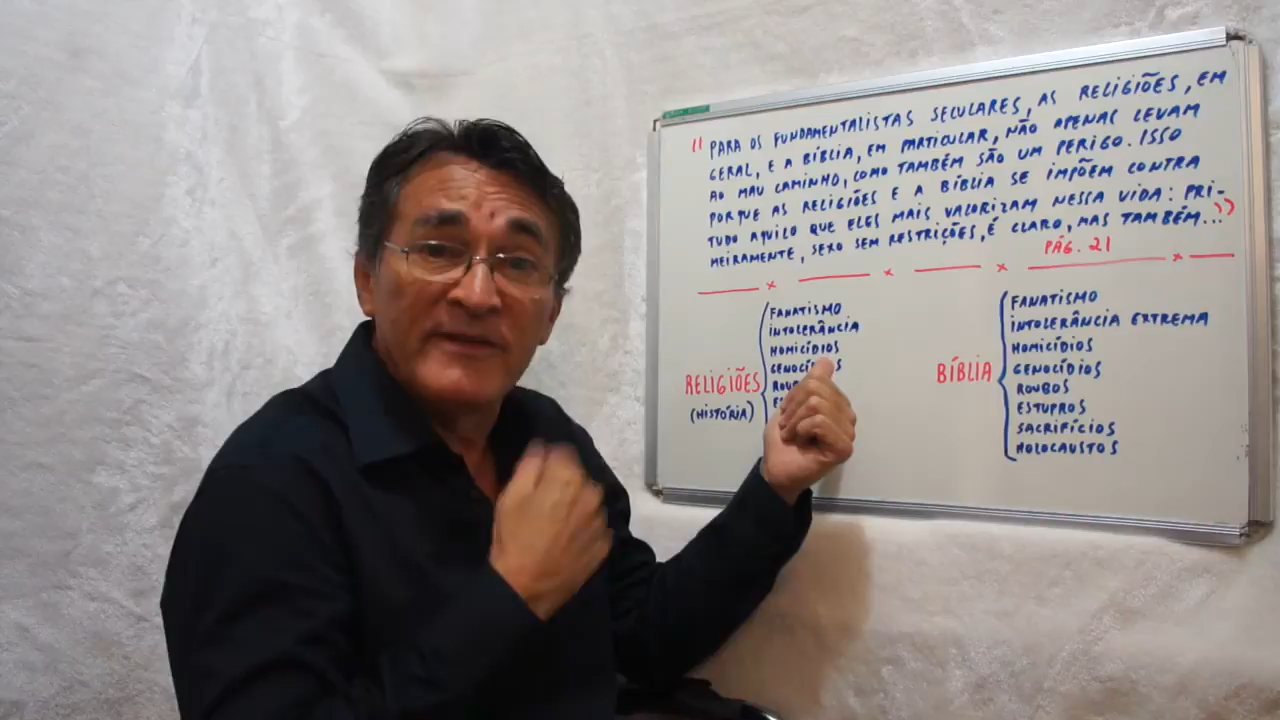 " PARA OS FUNDAMENTALISTAS SECULARES, AS RELIGIÕES, EM
GERAL, E A BÍBLIA, EM PARTICULAR, NÃO APENAS LEVAM
AO MAU CAMINHO, COMO TAMBÉM SÃO UM PERIGO. ISSO
PORQUE AS RELIGIÕES E A BÍBLIA SE IMPÕEM CONTRA
TUDO AQUILO QUE ELES MAIS VALORIZAM NESSA VIDA: PRI-
MEIRAMENTE, SEXO SEM RESTRIÇÕES, É CLARO, MAS TAMBÉM... "
PÁG. 21
RELIGIÕES
(HISTÓRIA)
FANATISMO
INTOLERÂNCIA
HOMICÍDIOS
BÍBLIA
FANATISMO
INTOLERÂNCIA EXTREMA
HOMICÍDIOS
GENOCÍDIOS
ROUBOS
ESTUPROS
SACRIFÍCIOS
HOLOCAUSTOS